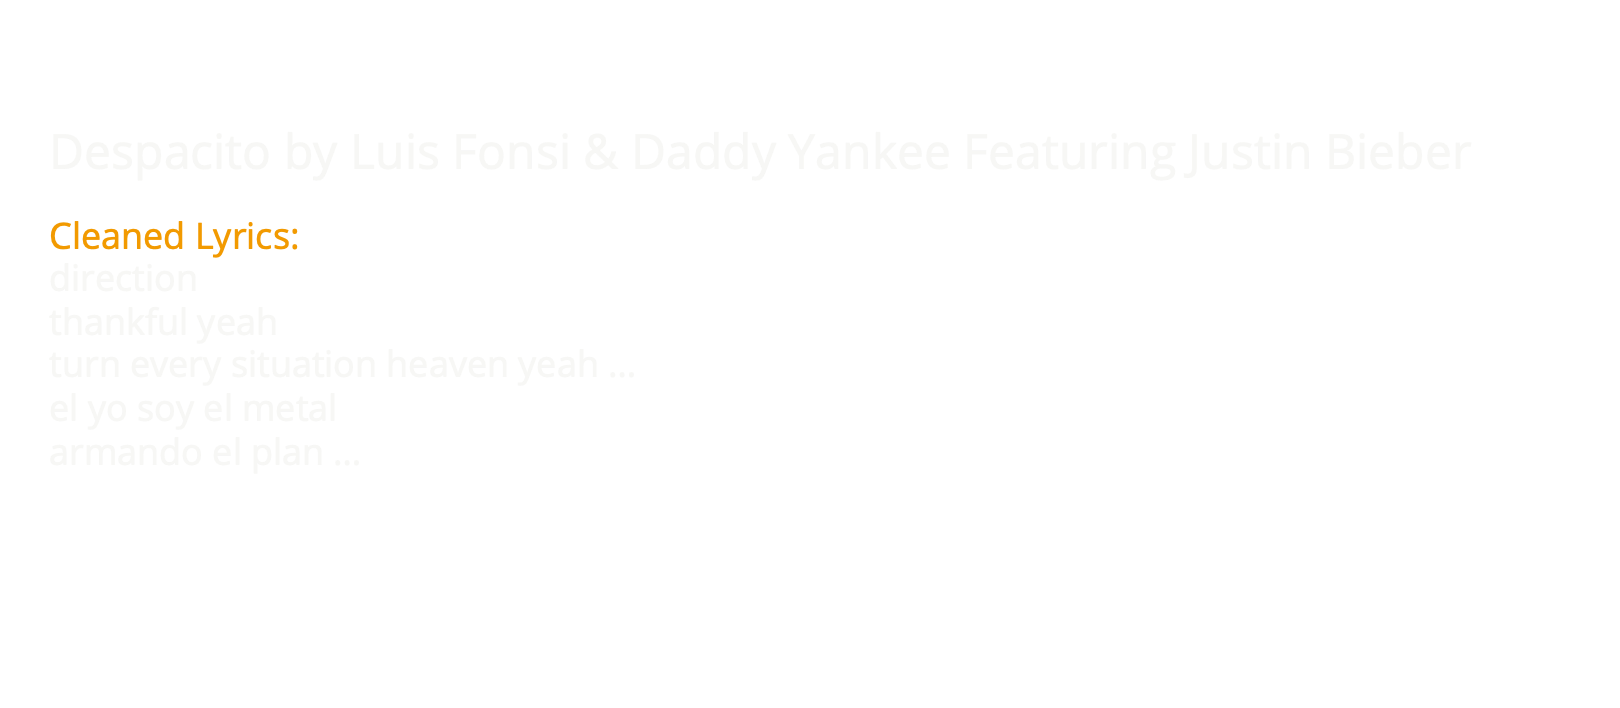 Despacito by Luis Fonsi & Daddy Yankee Featuring Justin Bieber
Cleaned Lyrics:
direction
thankful yeah
turn every situation heaven yeah ...
el yo soy el metal
armando el plan ...